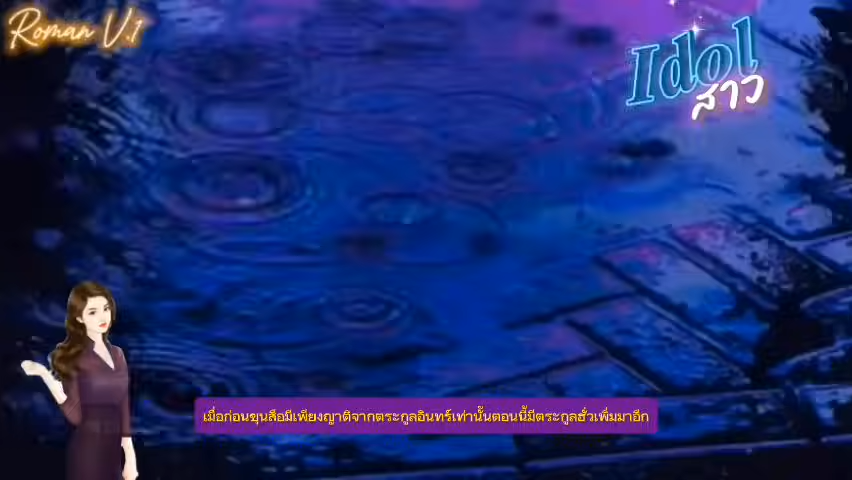 Roman V.1
Idol
สาว
เมื่อก่อนขุนสือมีเพียงญาติจากตระกูลอินทร์เท่านั้นตอนนี้มีตระกูลฮั่วเพิ่มมาอีก